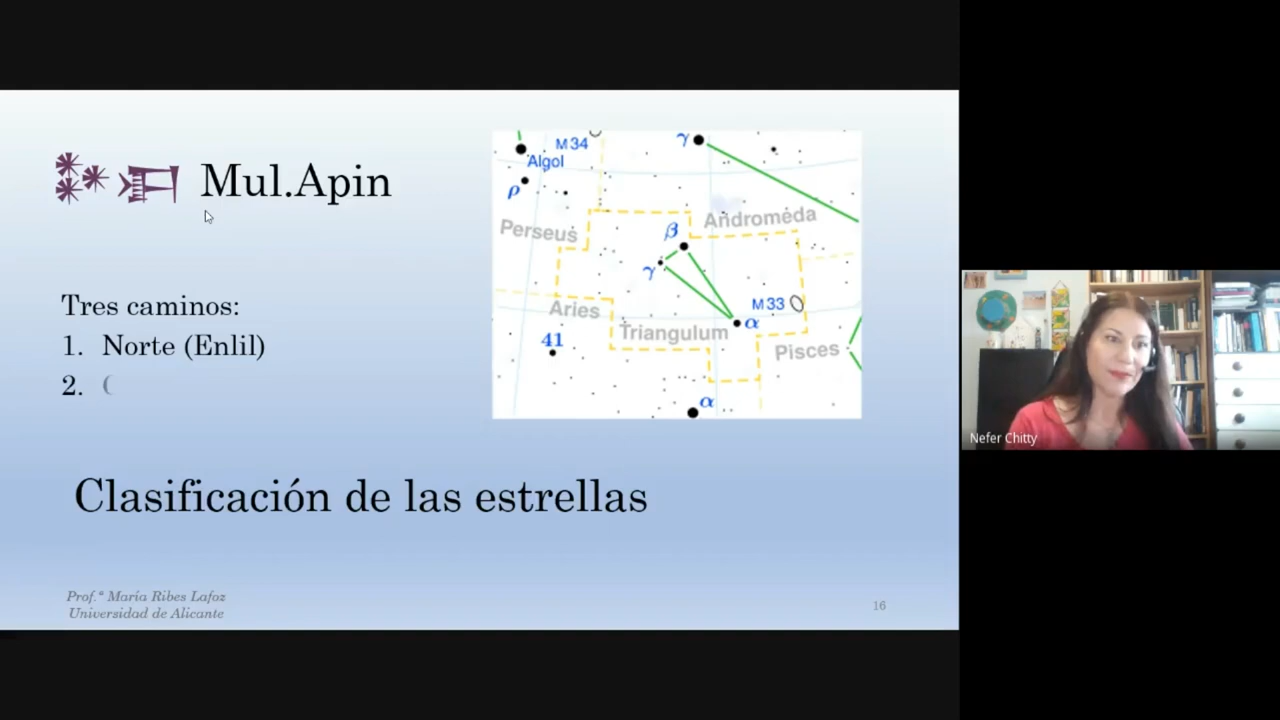 Mul.Apin
Tres caminos:
1. Norte (Enlil)
2.
Clasificación de las estrellas
Prof.ª María Ribes Lafoz
Universidad de Alicante
16
M 34
γ
Algol
ρ
Perseus
Andromeda
β
γ
Aries
M 33
α
Triangulum
41
Pisces
α
Nefer Chitty